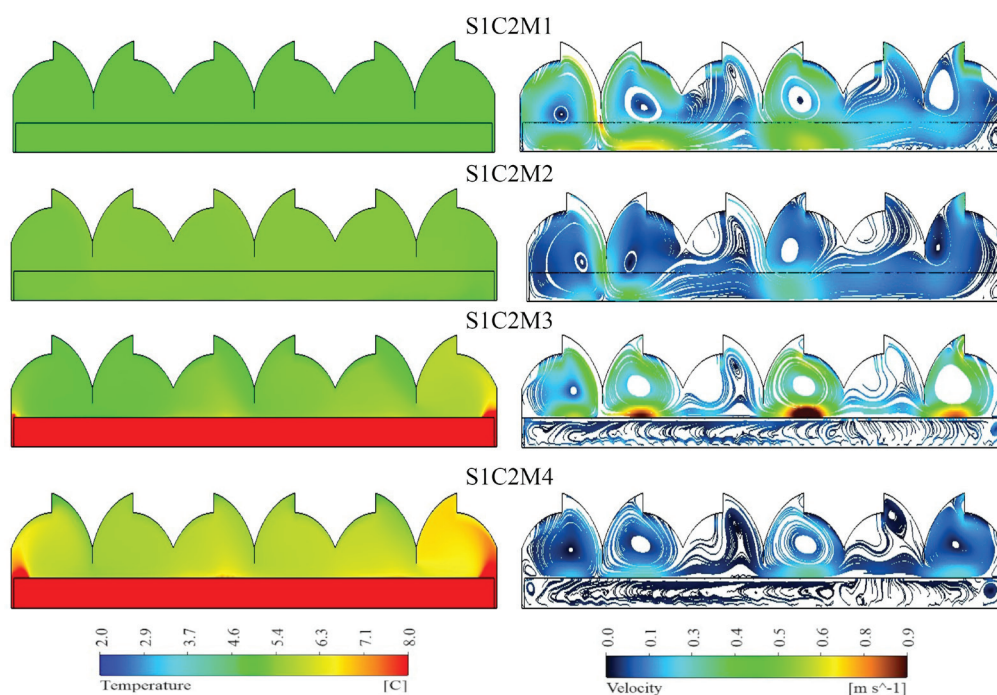 S1C2M1
S1C2M2
S1C2M3
S1C2M4
2.0 2.9 3.7 4.6 5.4 6.3 7.1 8.0
Temperature [C]
0.0 0.1 0.2 0.4 0.5 0.6 0.8 0.9
Velocity [m s^-1]